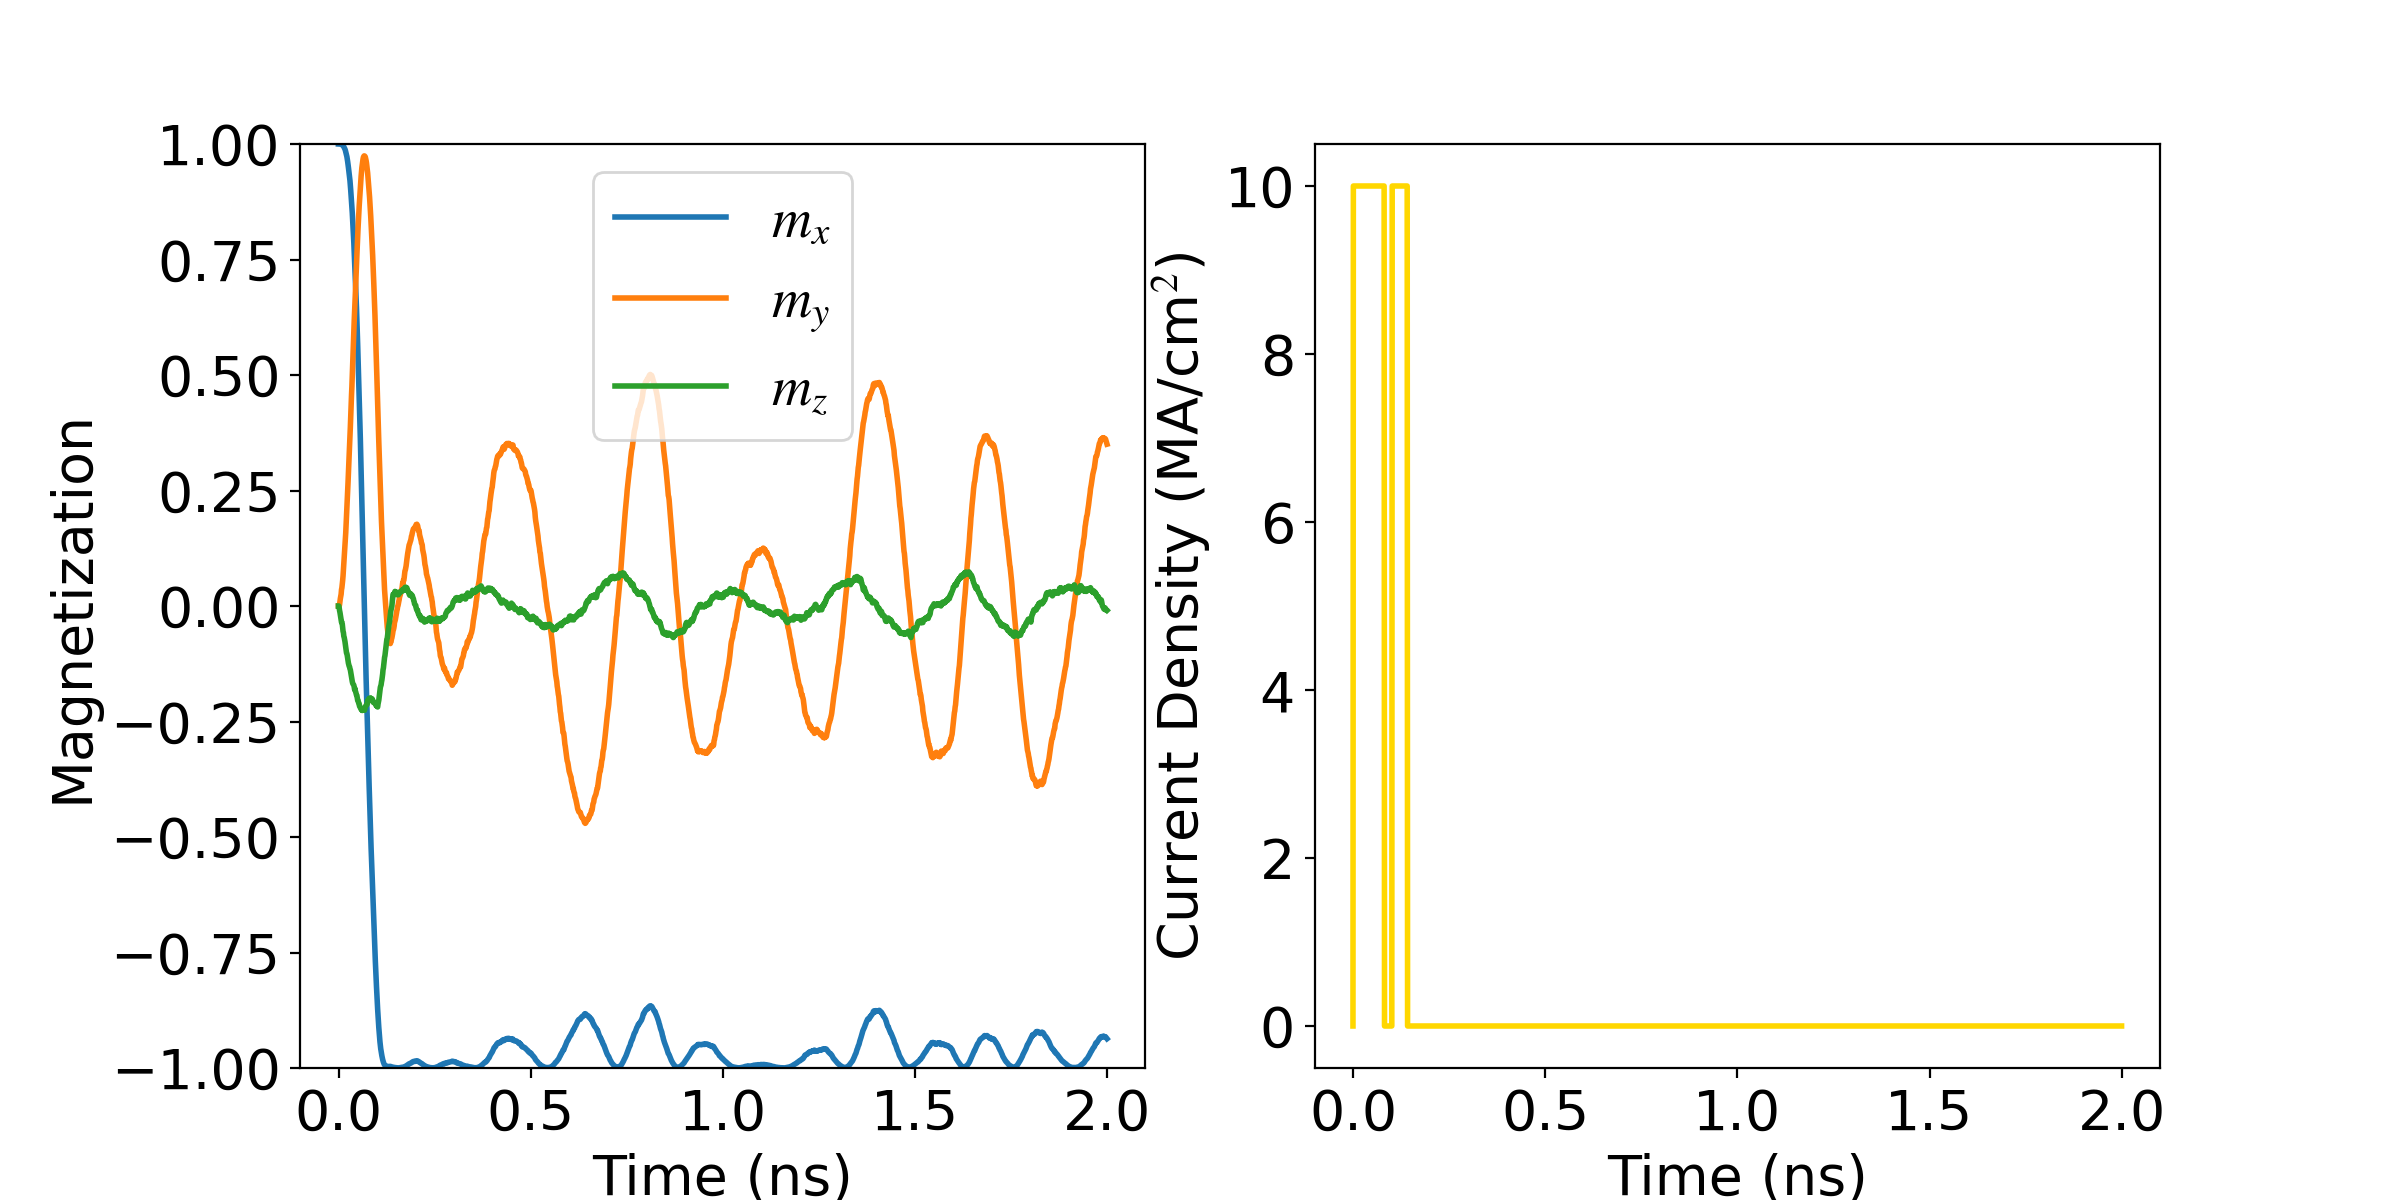 1.00
0.75
0.50
0.25
0.00
−0.25
−0.50
−0.75
−1.00
Magnetization
0.0 0.5 1.0 1.5 2.0
Time (ns)
m_x
m_y
m_z
10
8
6
4
2
0
Current Density (MA/cm²)
0.0 0.5 1.0 1.5 2.0
Time (ns)